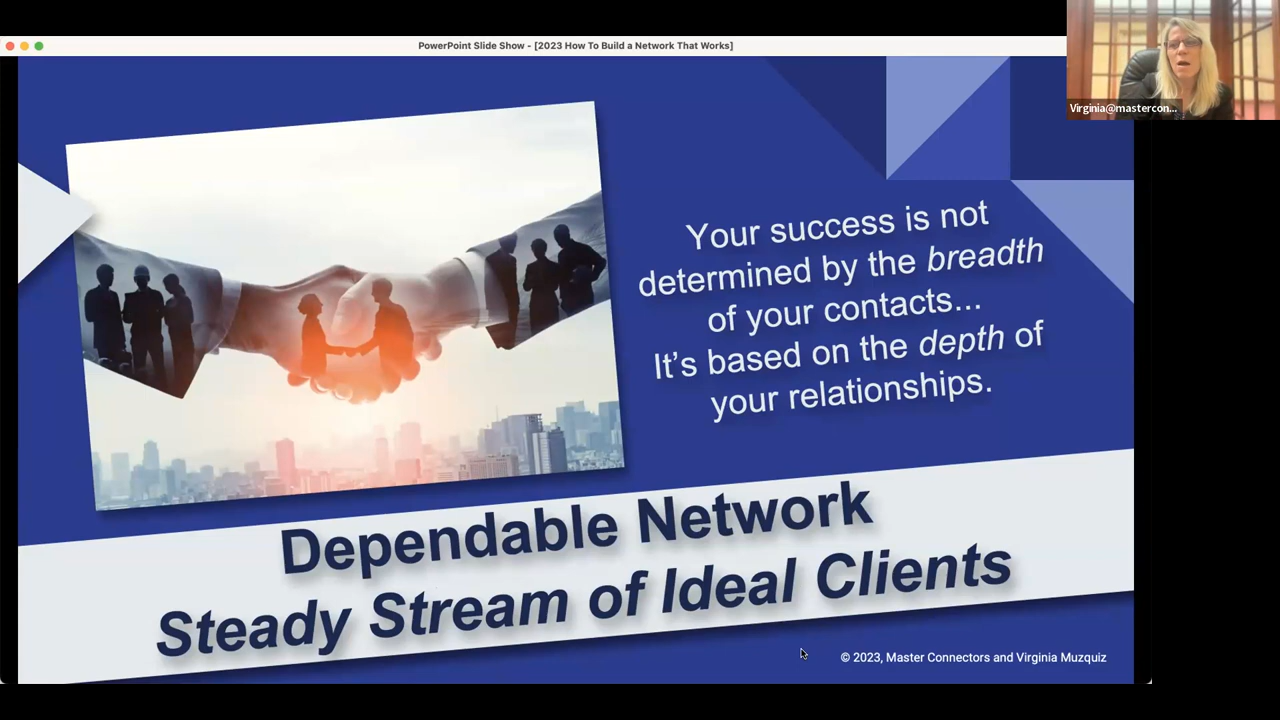 PowerPoint Slide Show - [2023 How To Build a Network That Works]
Virginia@mastercon...
Your success is not
determined by the breadth
of your contacts...
It's based on the depth of
your relationships.
Dependable Network
Steady Stream of Ideal Clients
© 2023, Master Connectors and Virginia Muzquiz